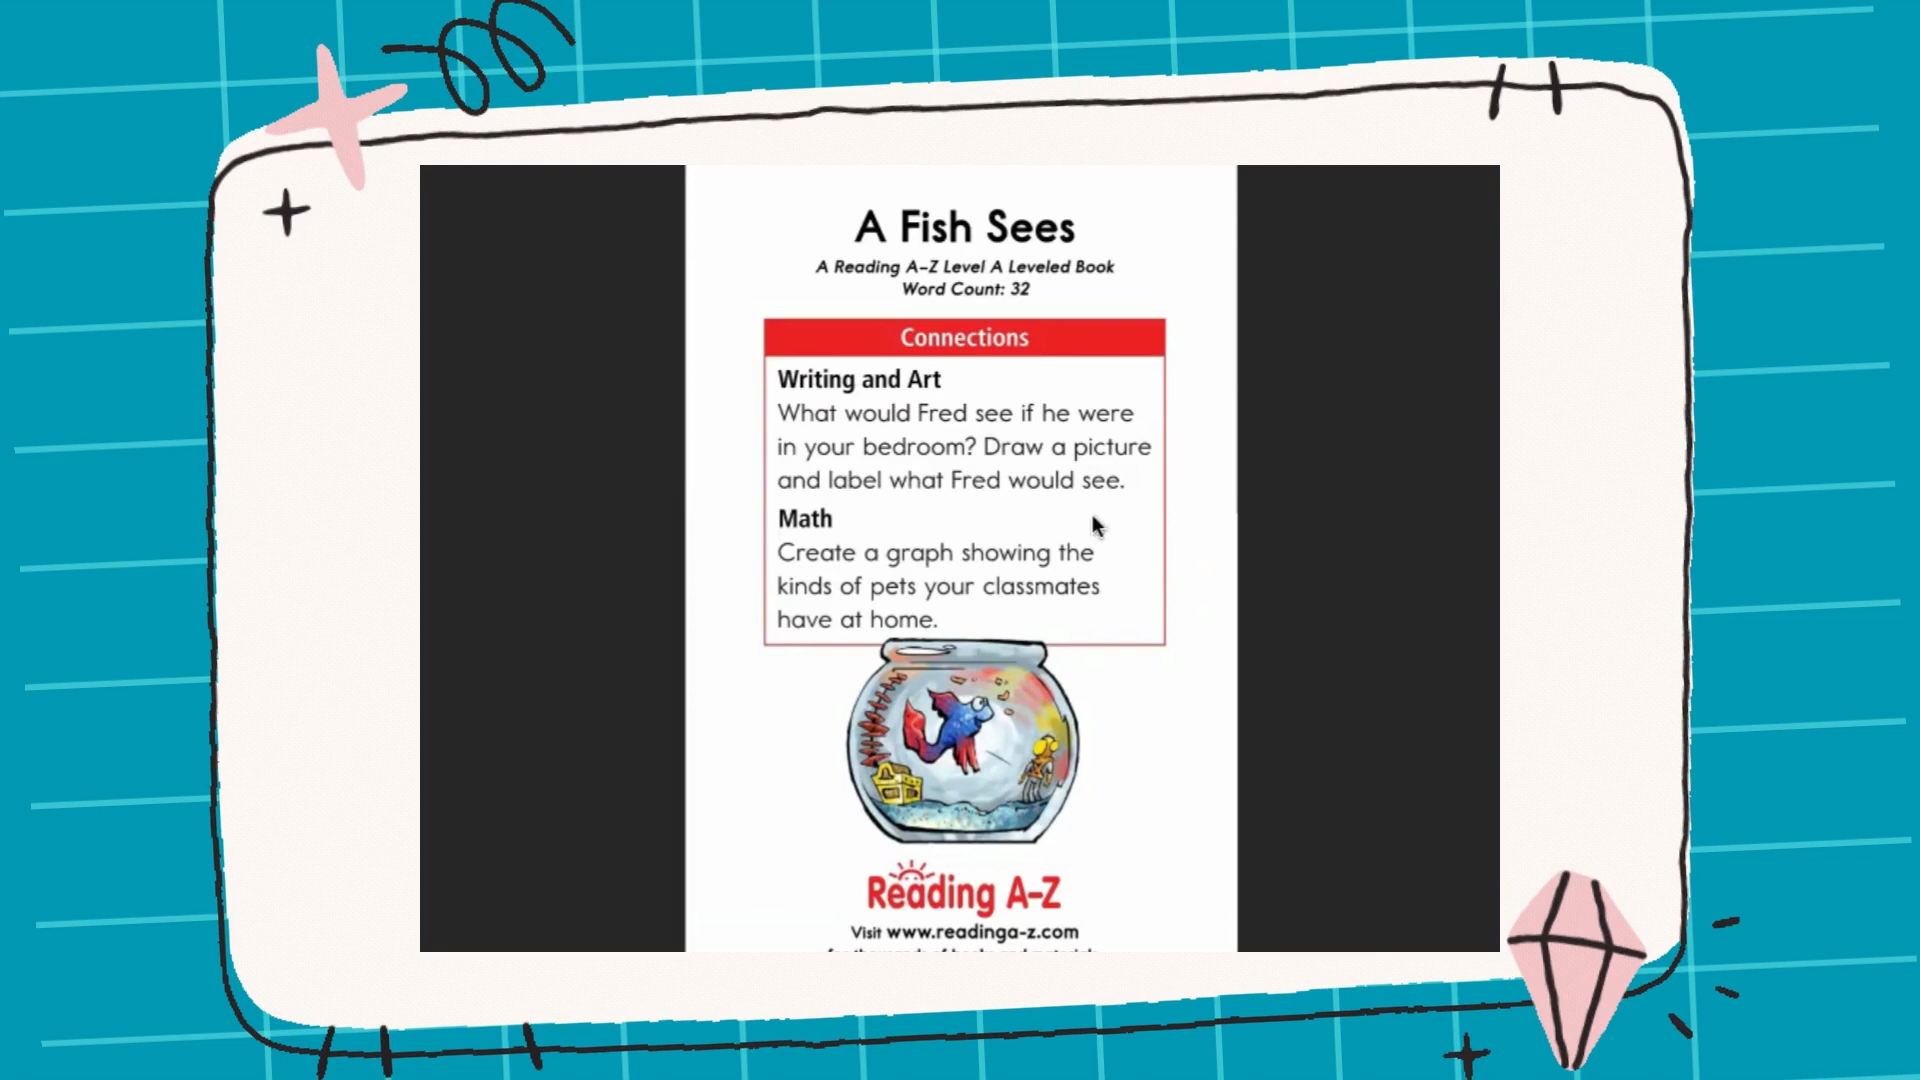 A Fish Sees
A Reading A–Z Level A Leveled Book
Word Count: 32
Connections
Writing and Art
What would Fred see if he were
in your bedroom? Draw a picture
and label what Fred would see.
Math
Create a graph showing the
kinds of pets your classmates
have at home.
Reading A–Z
Visit www.readinga-z.com